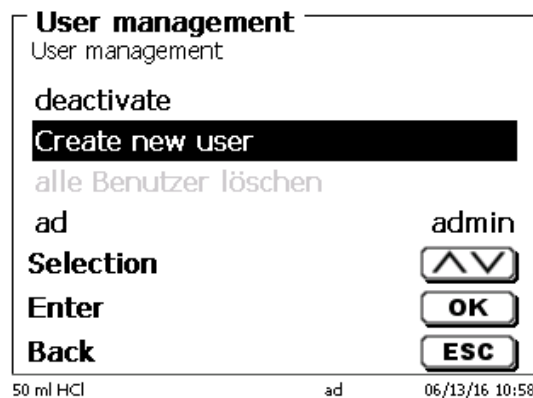 User management
User management
deactivate
Create new user
alle Benutzer löschen
ad admin
Selection
Enter OK
Back ESC
50 ml HCl ad 06/13/16 10:58